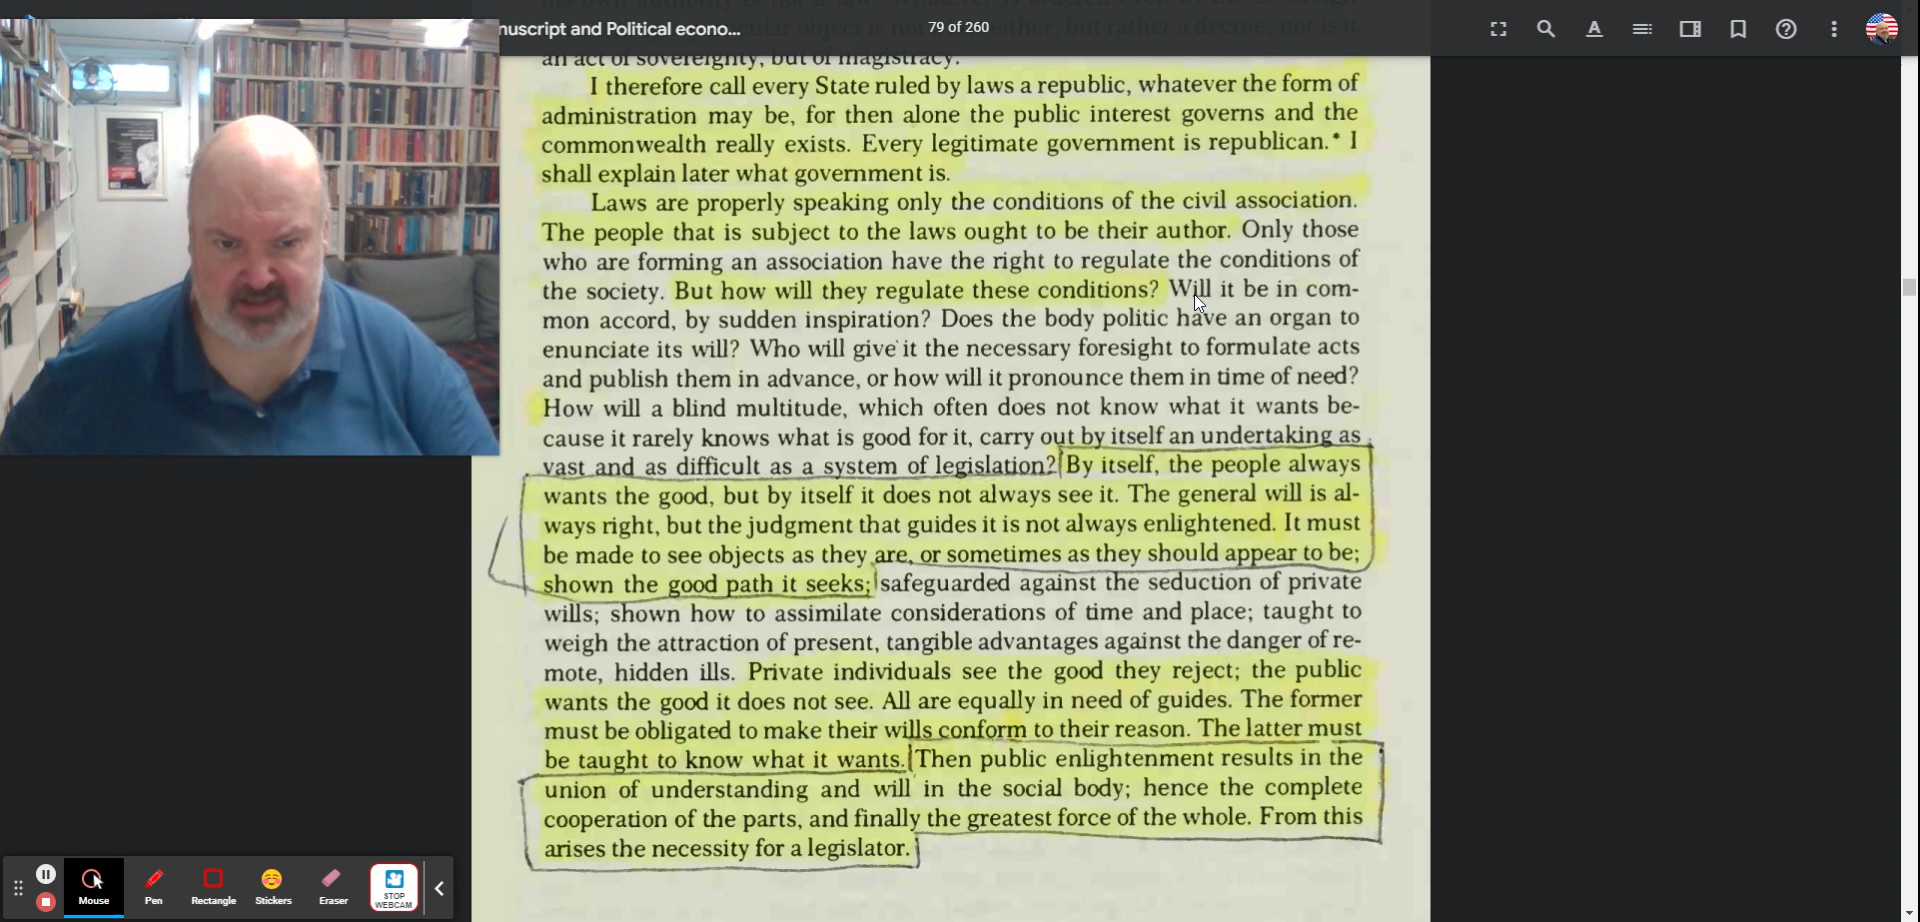 nuscript and Political econo...
79 of 260
an act of sovereignty, but of magistracy.
I therefore call every State ruled by laws a republic, whatever the form of
administration may be, for then alone the public interest governs and the
commonwealth really exists. Every legitimate government is republican.* I
shall explain later what government is.
Laws are properly speaking only the conditions of the civil association.
The people that is subject to the laws ought to be their author. Only those
who are forming an association have the right to regulate the conditions of
the society. But how will they regulate these conditions? Will it be in com-
mon accord, by sudden inspiration? Does the body politic have an organ to
enunciate its will? Who will give it the necessary foresight to formulate acts
and publish them in advance, or how will it pronounce them in time of need?
How will a blind multitude, which often does not know what it wants be-
cause it rarely knows what is good for it, carry out by itself an undertaking as
vast and as difficult as a system of legislation? By itself, the people always
wants the good, but by itself it does not always see it. The general will is al-
ways right, but the judgment that guides it is not always enlightened. It must
be made to see objects as they are, or sometimes as they should appear to be;
shown the good path it seeks; safeguarded against the seduction of private
wills; shown how to assimilate considerations of time and place; taught to
weigh the attraction of present, tangible advantages against the danger of re-
mote, hidden ills. Private individuals see the good they reject; the public
wants the good it does not see. All are equally in need of guides. The former
must be obligated to make their wills conform to their reason. The latter must
be taught to know what it wants. Then public enlightenment results in the
union of understanding and will in the social body; hence the complete
cooperation of the parts, and finally the greatest force of the whole. From this
arises the necessity for a legislator.
Mouse
Pen
Rectangle
Stickers
Eraser
STOP
WEBCAM